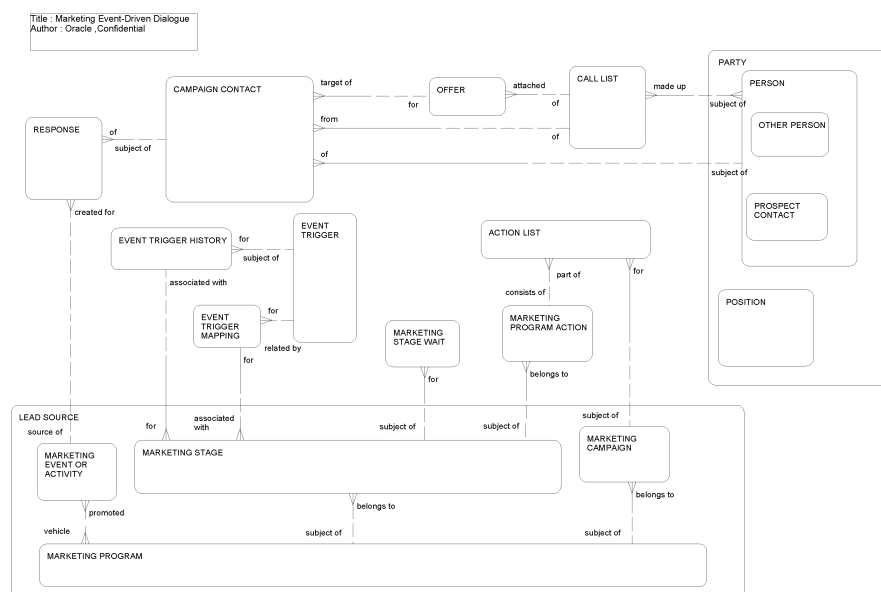 Title : Marketing Event-Driven Dialogue
Author : Oracle ,Confidential
PARTY
CAMPAIGN CONTACT
target of
for
OFFER
attached
of
CALL LIST
made up
subject of
PERSON
OTHER PERSON
from
of
RESPONSE
of
subject of
of
subject of
PROSPECT
CONTACT
created for
EVENT TRIGGER HISTORY
for
subject of
EVENT
TRIGGER
ACTION LIST
associated with
part of
for
consists of
EVENT
TRIGGER
MAPPING
for
related by
for
MARKETING
STAGE WAIT
for
MARKETING
PROGRAM ACTION
belongs to
POSITION
LEAD SOURCE
source of
for
associated
with
subject of
subject of
subject of
MARKETING
EVENT OR
ACTIVITY
MARKETING STAGE
MARKETING
CAMPAIGN
promoted
belongs to
belongs to
vehicle
subject of
subject of
MARKETING PROGRAM